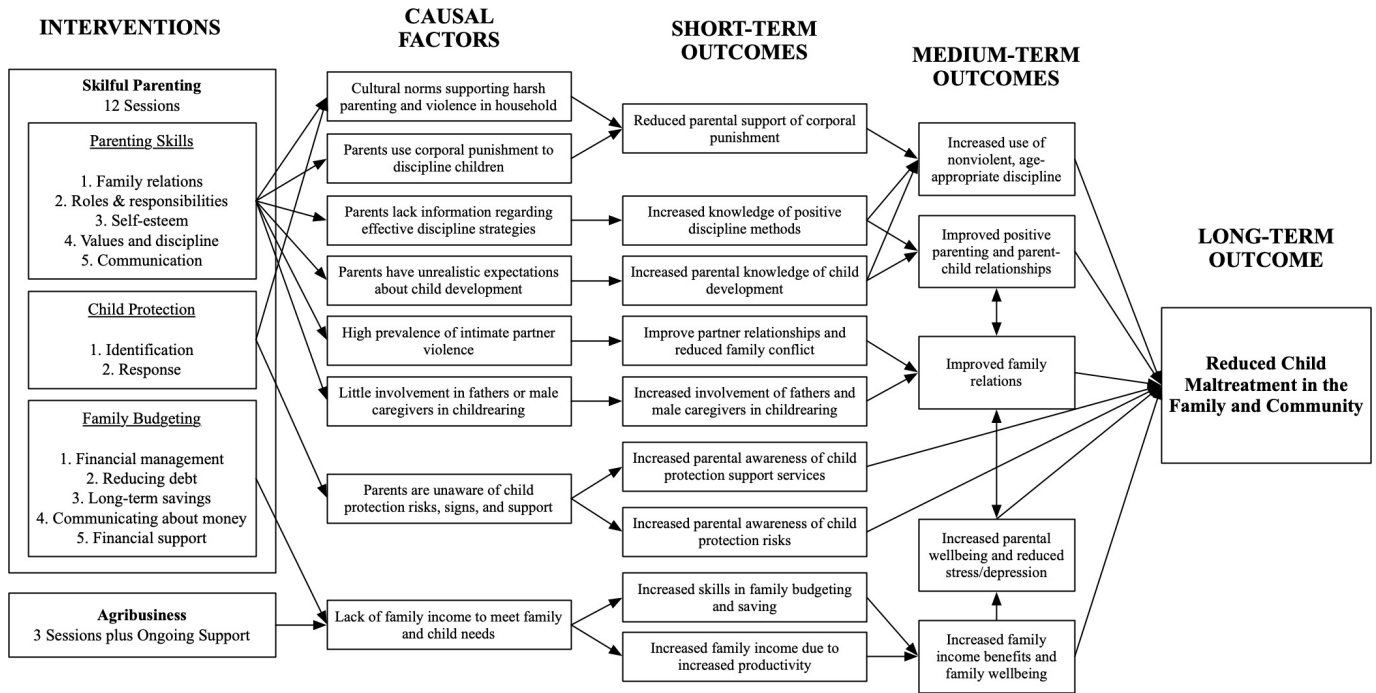 INTERVENTIONS
Skilful Parenting
12 Sessions
Parenting Skills
1. Family relations
2. Roles & responsibilities
3. Self-esteem
4. Values and discipline
5. Communication
Child Protection
1. Identification
2. Response
Family Budgeting
1. Financial management
2. Reducing debt
3. Long-term savings
4. Communicating about money
5. Financial support
Agribusiness
3 Sessions plus Ongoing Support
CAUSAL
FACTORS
Cultural norms supporting harsh
parenting and violence in household
Parents use corporal punishment to
discipline children
Parents lack information regarding
effective discipline strategies
Parents have unrealistic expectations
about child development
High prevalence of intimate partner
violence
Little involvement in fathers or male
caregivers in childrearing
Parents are unaware of child
protection risks, signs, and support
Lack of family income to meet family
and child needs
SHORT-TERM
OUTCOMES
Reduced parental support of corporal
punishment
Increased knowledge of positive
discipline methods
Increased parental knowledge of child
development
Improve partner relationships and
reduced family conflict
Increased involvement of fathers and
male caregivers in childrearing
Increased parental awareness of child
protection support services
Increased parental awareness of child
protection risks
Increased skills in family budgeting
and saving
Increased family income due to
increased productivity
MEDIUM-TERM
OUTCOMES
Increased use of
nonviolent, age-
appropriate discipline
Improved positive
parenting and parent-
child relationships
Improved family
relations
Increased parental
wellbeing and reduced
stress/depression
Increased family
income benefits and
family wellbeing
LONG-TERM
OUTCOME
Reduced Child
Maltreatment in the
Family and Community